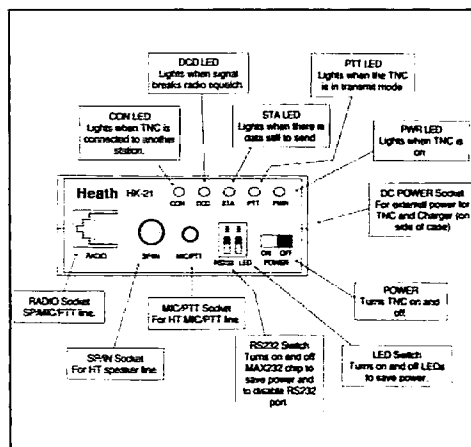 DCD LED
Lights when signal
breaks radio squelch
PTT LED
Lights when the TNC
is in transmit mode
CON LED
Lights when TNC is
connected to another
station.
STA LED
Lights when there is
data still to send
PWR LED
Lights when TNC is
on
Heath HK-21
CON DCD STA PTT PWR
DC POWER Socket
For external power for
TNC and Charger (on
side of case)
RADIO
SP/IN
MIC/PTT
RS232 LED
ON OFF
POWER
RADIO Socket
SP/MIC/PTT line.
MIC/PTT Socket
For HT MIC/PTT line.
POWER
Turns TNC on and
off.
SP/IN Socket
For HT speaker line.
RS232 Switch
Turns on and off
MAX232 chip to
save power and
to disable RS232
port.
LED Switch
Turns on and off LEDs
to save power.